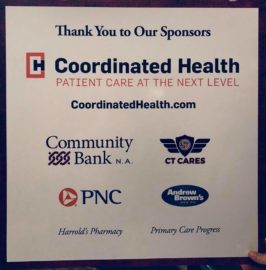 Thank You to Our Sponsors
Coordinated Health
PATIENT CARE AT THE NEXT LEVEL
CoordinatedHealth.com
Community
Bank N.A.
CT CARES
PNC
Andrew
Brown's
Harrold's Pharmacy
Primary Care Progress